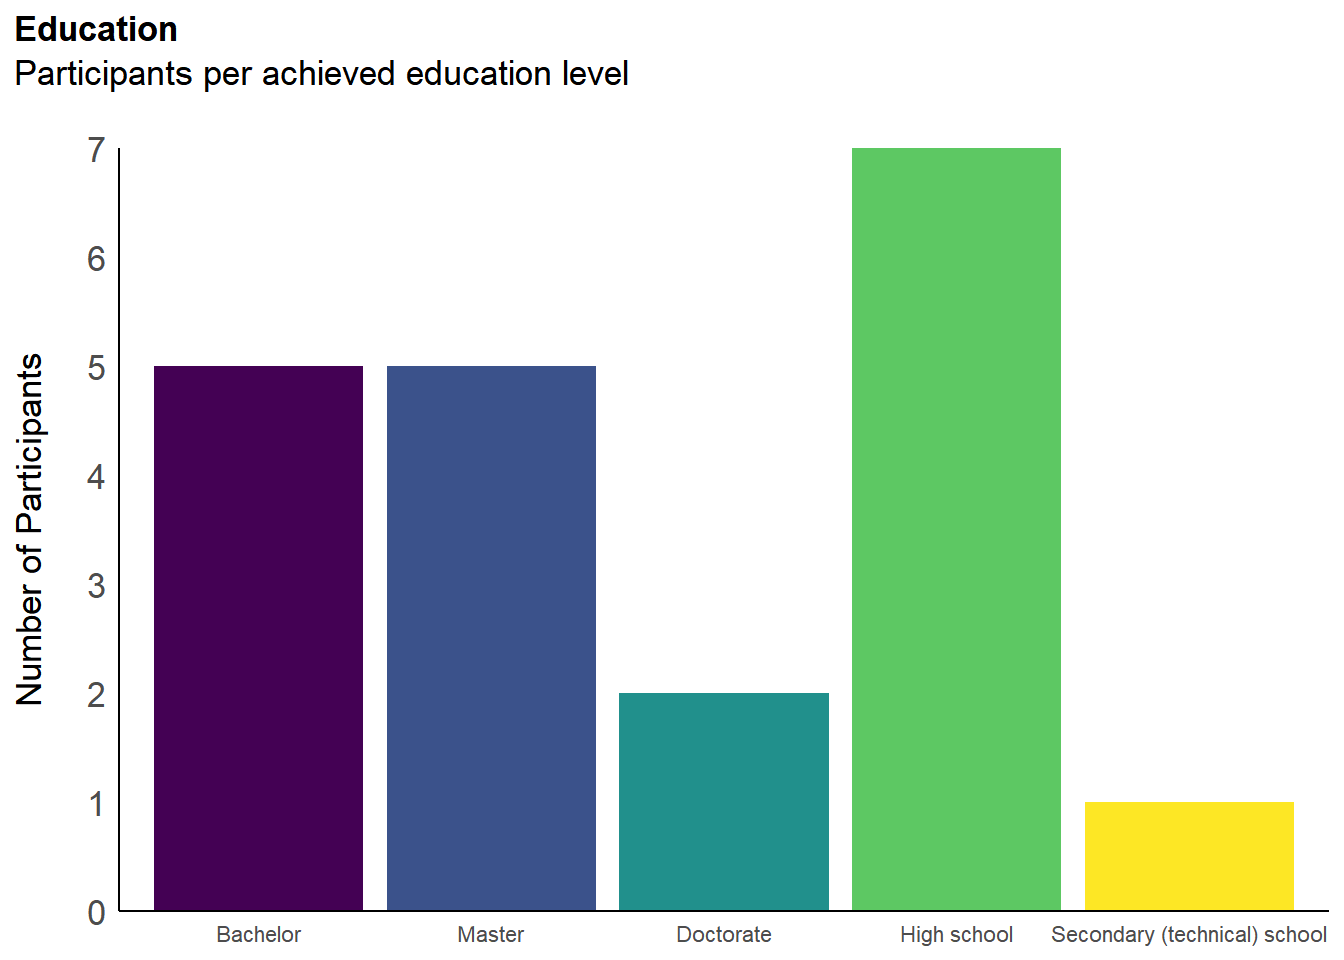 Education
Participants per achieved education level
Number of Participants
7
6
5
4
3
2
1
0
Bachelor Master Doctorate High school Secondary (technical) school